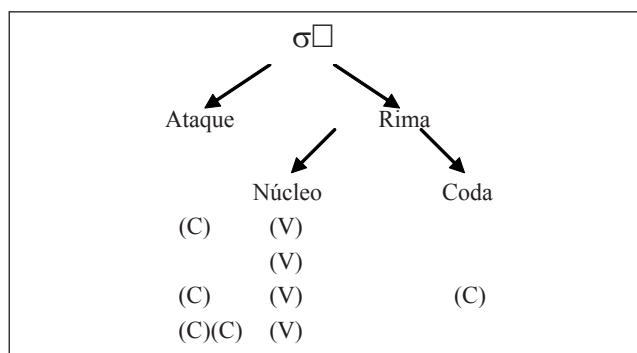 σ□
Ataque Rima
Núcleo Coda
(C) (V)
(V)
(C) (V) (C)
(C)(C) (V)